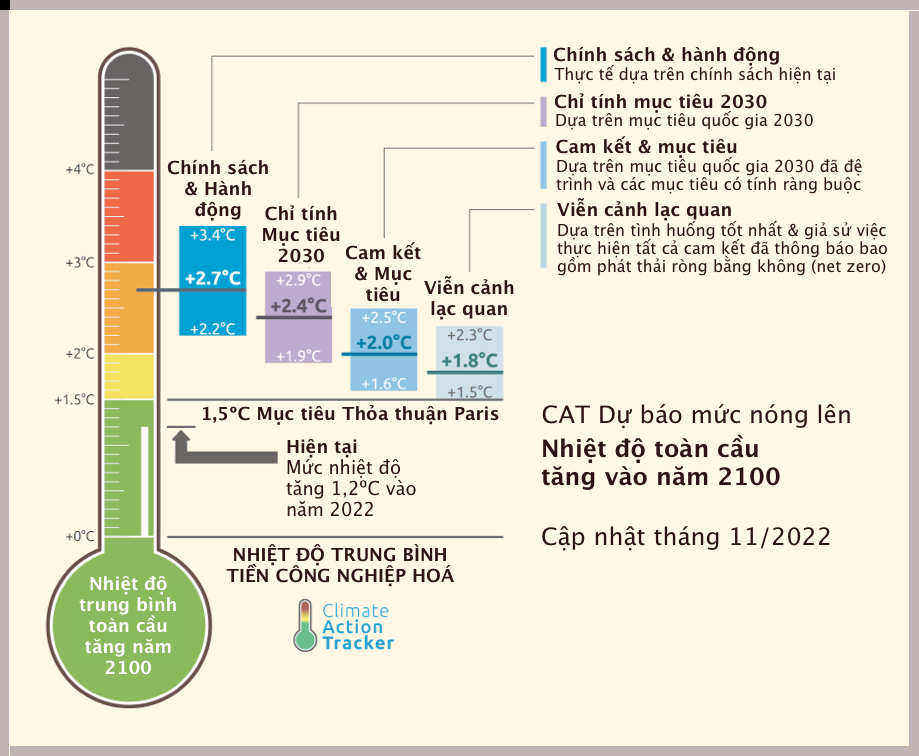 Chính sách & hành động
Thực tế dựa trên chính sách hiện tại
Chỉ tính mục tiêu 2030
Dựa trên mục tiêu quốc gia 2030
Cam kết & mục tiêu
Dựa trên mục tiêu quốc gia 2030 đã đệ
trình và các mục tiêu có tính ràng buộc
Viễn cảnh lạc quan
Dựa trên tình huống tốt nhất & giả sử việc
thực hiện tất cả cam kết đã thông báo bao
gồm phát thải ròng bằng không (net zero)
+4°C
+3°C
+2°C
+1.5°C
+0°C
Chính sách
& Hành
động
+3.4°C
+2.7°C
+2.2°C
Chỉ tính
Mục tiêu
2030
+2.9°C
+2.4°C
+1.9°C
Cam kết
& Mục
tiêu
+2.5°C
+2.0°C
+1.6°C
Viễn cảnh
lạc quan
+2.3°C
+1.8°C
+1.5°C
1,5ºC Mục tiêu Thỏa thuận Paris
Hiện tại
Mức nhiệt độ
tăng 1,2ºC vào
năm 2022
NHIỆT ĐỘ TRUNG BÌNH
TIỀN CÔNG NGHIỆP HOÁ
Nhiệt độ
trung bình
toàn cầu
tăng năm
2100
Climate
Action
Tracker
CAT Dự báo mức nóng lên
Nhiệt độ toàn cầu
tăng vào năm 2100
Cập nhật tháng 11/2022